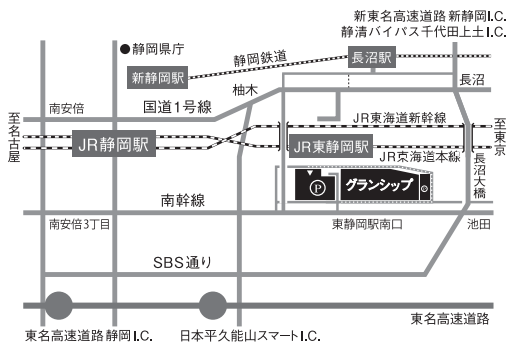 新東名高速道路 新静岡I.C.
静清バイパス千代田上土I.C.
●静岡県庁
静岡鉄道
長沼駅
新静岡駅
柚木
長沼
南安倍
国道1号線
JR東海道新幹線
至名古屋
JR静岡駅
JR東静岡駅
至東京
JR東海道本線
長沼大橋
P
グランシップ
南幹線
南安倍3丁目
東静岡駅南口
池田
SBS通り
東名高速道路
東名高速道路 静岡I.C.
日本平久能山スマートI.C.